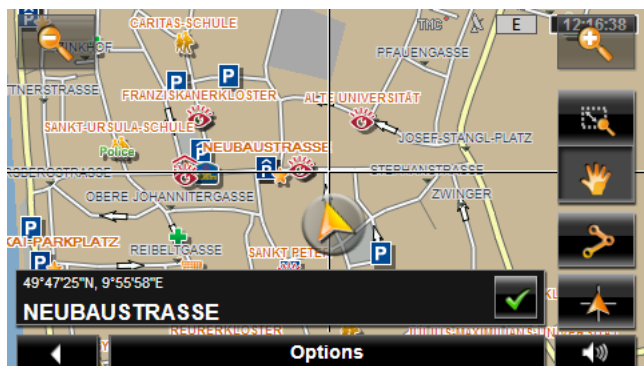 CARITAS-SCHULE
TMC
E
12:16:38
PFAUENGASSE
P
P
FRANZISKANERKLOSTER
ALTE UNIVERSITÄT
SANKT-URSULA-SCHULE
Police
NEUBAUSTRASSE
JOSEF-STANGL-PLATZ
STEPHANSTRASSE
OBERE JOHANNITERGASSE
ZWINGER
P
KAI-PARKPLATZ
REIBELTGASSE
SANKT PETER
P
P
49°47'25"N, 9°55'58"E
NEUBAUSTRASSE
REURERKLOSTER
Options